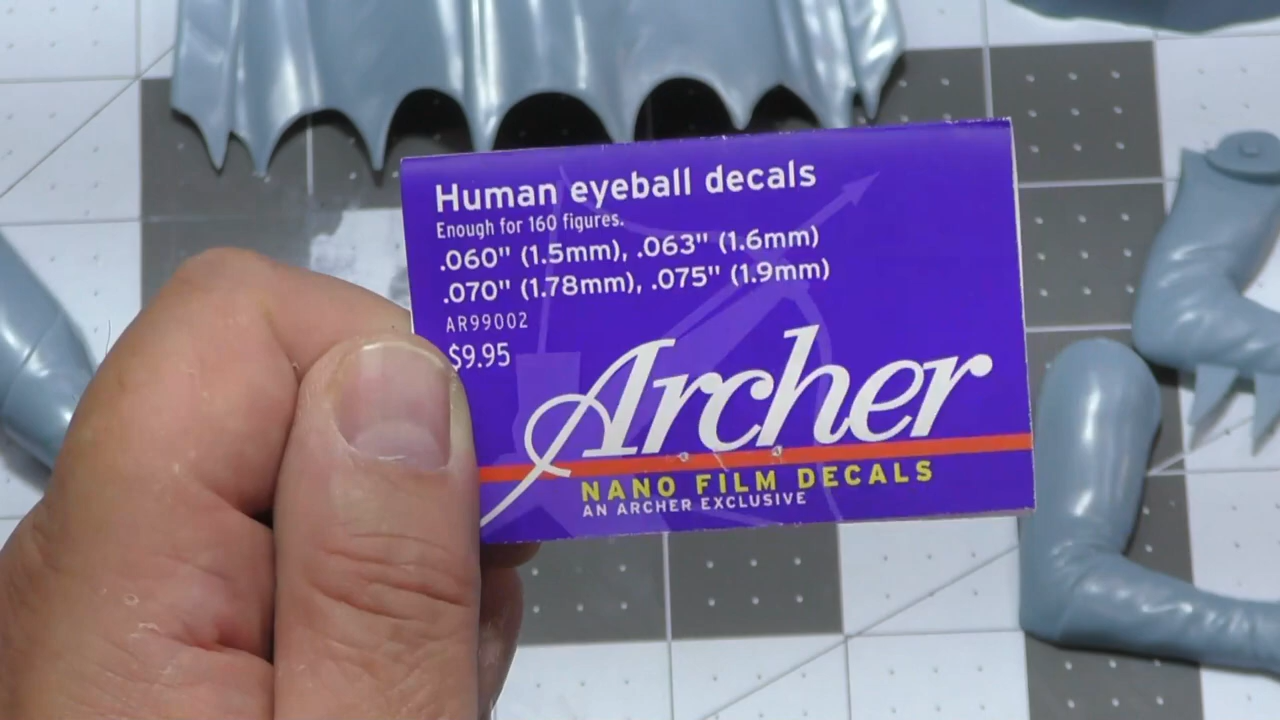 Human eyeball decals
Enough for 160 figures.
.060" (1.5mm), .063" (1.6mm)
.070" (1.78mm), .075" (1.9mm)
AR99002
$9.95
Archer
NANO FILM DECALS
AN ARCHER EXCLUSIVE